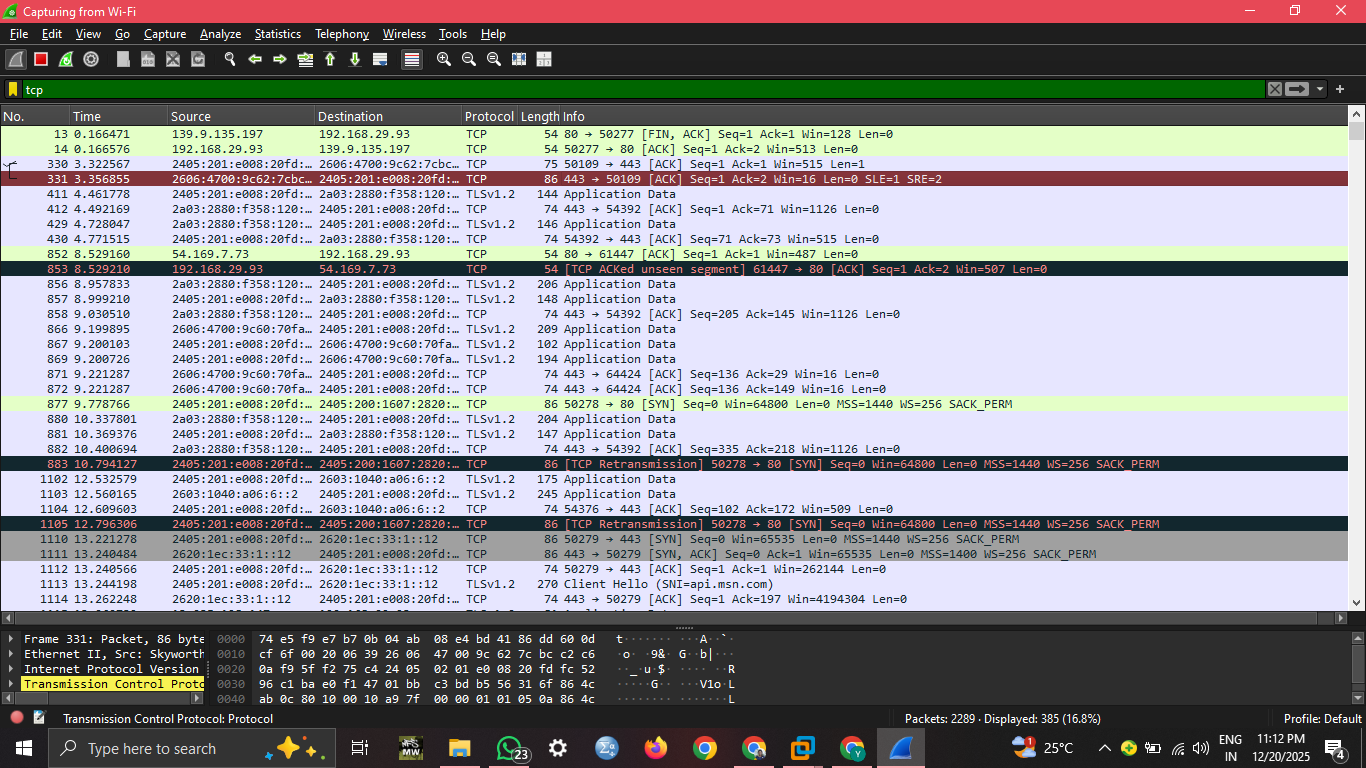 Capturing from Wi-Fi
File Edit View Go Capture Analyze Statistics Telephony Wireless Tools Help
tcp
No. Time Source Destination Protocol Length Info
13 0.166471 139.9.135.197 192.168.29.93 TCP 54 80 → 50277 [FIN, ACK] Seq=1 Ack=1 Win=128 Len=0
14 0.166576 192.168.29.93 139.9.135.197 TCP 54 50277 → 80 [ACK] Seq=1 Ack=2 Win=513 Len=0
330 3.322567 2405:201:e008:20fd:… 2606:4700:9c62:7cbc… TCP 75 50109 → 443 [ACK] Seq=1 Ack=1 Win=515 Len=1
331 3.356855 2606:4700:9c62:7cbc… 2405:201:e008:20fd:… TCP 86 443 → 50109 [ACK] Seq=1 Ack=2 Win=16 Len=0 SLE=1 SRE=2
411 4.461778 2405:201:e008:20fd:… 2a03:2880:f358:120:… TLSv1.2 144 Application Data
412 4.492169 2a03:2880:f358:120:… 2405:201:e008:20fd:… TCP 74 443 → 54392 [ACK] Seq=1 Ack=71 Win=1126 Len=0
429 4.728047 2a03:2880:f358:120:… 2405:201:e008:20fd:… TLSv1.2 146 Application Data
430 4.771515 2405:201:e008:20fd:… 2a03:2880:f358:120:… TCP 74 54392 → 443 [ACK] Seq=71 Ack=73 Win=515 Len=0
852 8.529160 54.169.7.73 192.168.29.93 TCP 54 80 → 61447 [ACK] Seq=1 Ack=1 Win=487 Len=0
853 8.529210 192.168.29.93 54.169.7.73 TCP 54 [TCP ACKed unseen segment] 61447 → 80 [ACK] Seq=1 Ack=2 Win=507 Len=0
856 8.957833 2a03:2880:f358:120:… 2405:201:e008:20fd:… TLSv1.2 206 Application Data
857 8.999210 2405:201:e008:20fd:… 2a03:2880:f358:120:… TLSv1.2 148 Application Data
858 9.030510 2a03:2880:f358:120:… 2405:201:e008:20fd:… TCP 74 443 → 54392 [ACK] Seq=205 Ack=145 Win=1126 Len=0
866 9.199895 2606:4700:9c60:70fa… 2405:201:e008:20fd:… TLSv1.2 209 Application Data
867 9.200103 2405:201:e008:20fd:… 2606:4700:9c60:70fa… TLSv1.2 102 Application Data
869 9.200726 2405:201:e008:20fd:… 2606:4700:9c60:70fa… TLSv1.2 194 Application Data
871 9.221287 2606:4700:9c60:70fa… 2405:201:e008:20fd:… TCP 74 443 → 64424 [ACK] Seq=136 Ack=29 Win=16 Len=0
872 9.221287 2606:4700:9c60:70fa… 2405:201:e008:20fd:… TCP 74 443 → 64424 [ACK] Seq=136 Ack=149 Win=16 Len=0
877 9.778766 2405:201:e008:20fd:… 2405:200:1607:2820:… TCP 86 50278 → 80 [SYN] Seq=0 Win=64800 Len=0 MSS=1440 WS=256 SACK_PERM
880 10.337801 2a03:2880:f358:120:… 2405:201:e008:20fd:… TLSv1.2 204 Application Data
881 10.369376 2405:201:e008:20fd:… 2a03:2880:f358:120:… TLSv1.2 147 Application Data
882 10.400694 2a03:2880:f358:120:… 2405:201:e008:20fd:… TCP 74 443 → 54392 [ACK] Seq=335 Ack=218 Win=1126 Len=0
883 10.794127 2405:201:e008:20fd:… 2405:200:1607:2820:… TCP 86 [TCP Retransmission] 50278 → 80 [SYN] Seq=0 Win=64800 Len=0 MSS=1440 WS=256 SACK_PERM
1102 12.532579 2405:201:e008:20fd:… 2603:1040:a06:6::2 TLSv1.2 175 Application Data
1103 12.560165 2603:1040:a06:6::2 2405:201:e008:20fd:… TLSv1.2 245 Application Data
1104 12.609603 2405:201:e008:20fd:… 2603:1040:a06:6::2 TCP 74 54376 → 443 [ACK] Seq=102 Ack=172 Win=509 Len=0
1105 12.796306 2405:201:e008:20fd:… 2405:200:1607:2820:… TCP 86 [TCP Retransmission] 50278 → 80 [SYN] Seq=0 Win=64800 Len=0 MSS=1440 WS=256 SACK_PERM
1110 13.221278 2405:201:e008:20fd:… 2620:1ec:33:1::12 TCP 86 50279 → 443 [SYN] Seq=0 Win=65535 Len=0 MSS=1440 WS=256 SACK_PERM
1111 13.240484 2620:1ec:33:1::12 2405:201:e008:20fd:… TCP 86 443 → 50279 [SYN, ACK] Seq=0 Ack=1 Win=65535 Len=0 MSS=1400 WS=256 SACK_PERM
1112 13.240566 2405:201:e008:20fd:… 2620:1ec:33:1::12 TCP 74 50279 → 443 [ACK] Seq=1 Ack=1 Win=262144 Len=0
1113 13.244198 2405:201:e008:20fd:… 2620:1ec:33:1::12 TLSv1.2 270 Client Hello (SNI=api.msn.com)
1114 13.262248 2620:1ec:33:1::12 2405:201:e008:20fd:… TCP 74 443 → 50279 [ACK] Seq=1 Ack=197 Win=4194304 Len=0
Frame 331: Packet, 86 byte 0000 74 e5 f9 e7 b7 0b 04 ab 08 e4 bd 41 86 dd 60 0d t·······  ···A··`·
Ethernet II, Src: Skyworth 0010 cf 6f 00 20 06 39 26 06 47 00 9c 62 7c bc c2 c6 ·o· ·9&· G··b|···
Internet Protocol Version 0020 0a f9 5f f2 75 c4 24 05 02 01 e0 08 20 fd fc 52 ··_·u·$· ···· ··R
Transmission Control Proto 0030 96 c1 ba e0 f1 47 01 bb c3 bd b5 56 31 6f 86 4c ·····G·· ···V1o·L
0040 ab 0c 80 10 00 10 a9 7f 00 00 01 01 05 0a 86 4c ········ ·······L
Transmission Control Protocol: Protocol Packets: 2289 · Displayed: 385 (16.8%) Profile: Default
Type here to search MW 23 1 25°C ENG IN 11:12 PM 12/20/2025 4